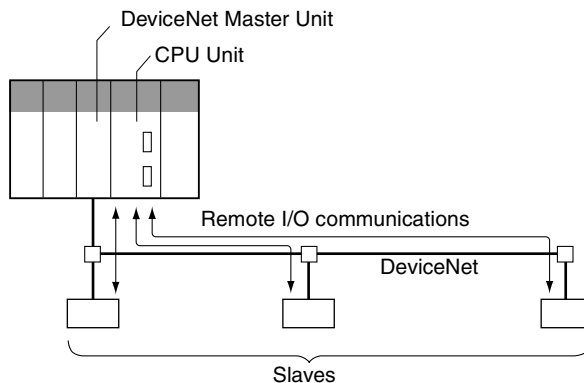 DeviceNet Master Unit
CPU Unit
Remote I/O communications
DeviceNet
Slaves